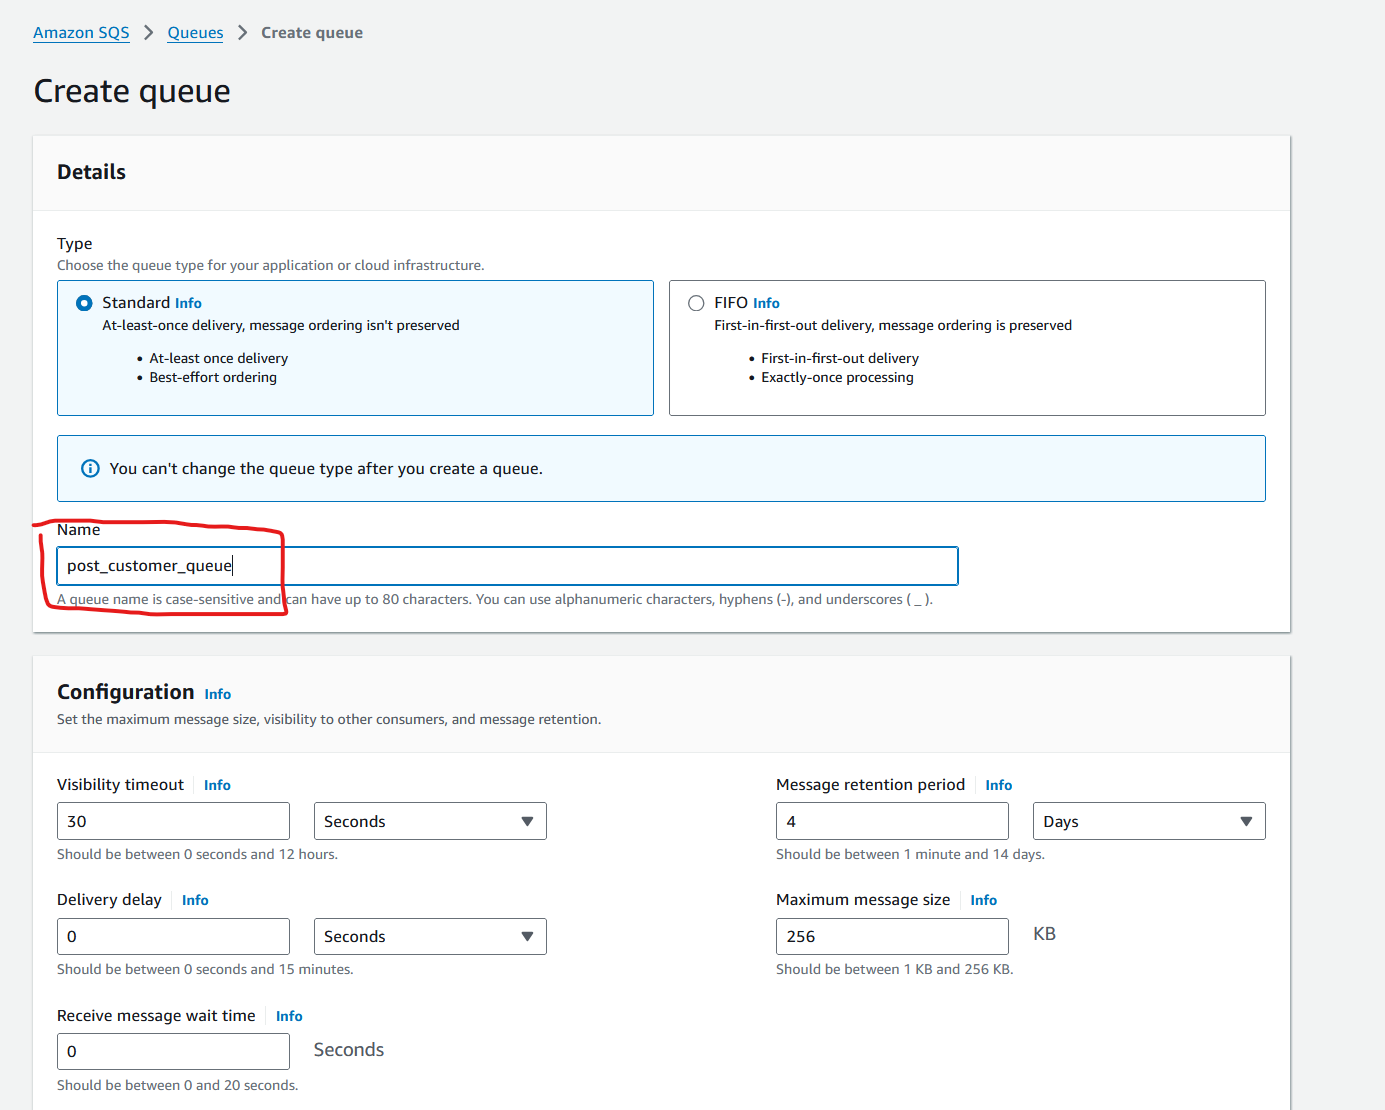 Amazon SQS > Queues > Create queue
Create queue
Details
Type
Choose the queue type for your application or cloud infrastructure.
Standard Info
At-least-once delivery, message ordering isn't preserved
• At-least once delivery
• Best-effort ordering
FIFO Info
First-in-first-out delivery, message ordering is preserved
• First-in-first-out delivery
• Exactly-once processing
You can't change the queue type after you create a queue.
Name
post_customer_queue
A queue name is case-sensitive and can have up to 80 characters. You can use alphanumeric characters, hyphens (-), and underscores ( _ ).
Configuration Info
Set the maximum message size, visibility to other consumers, and message retention.
Visibility timeout Info
30 Seconds
Should be between 0 seconds and 12 hours.
Message retention period Info
4 Days
Should be between 1 minute and 14 days.
Delivery delay Info
0 Seconds
Should be between 0 seconds and 15 minutes.
Maximum message size Info
256 KB
Should be between 1 KB and 256 KB.
Receive message wait time Info
0 Seconds
Should be between 0 and 20 seconds.